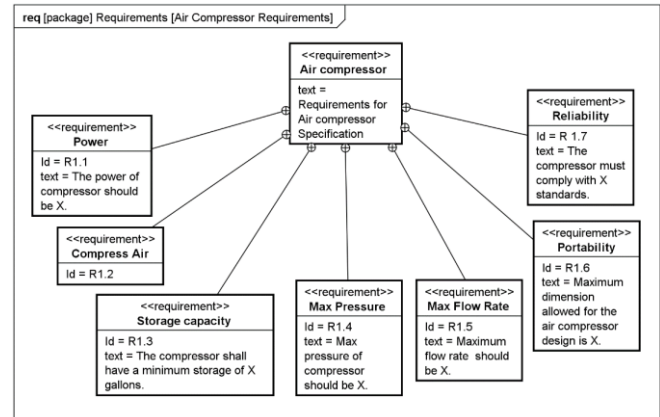 req [package] Requirements [Air Compressor Requirements]
<<requirement>>
Air compressor
text =
Requirements for
Air compressor
Specification
<<requirement>>
Power
Id = R1.1
text = The power of
compressor should
be X.
<<requirement>>
Compress Air
Id = R1.2
<<requirement>>
Storage capacity
Id = R1.3
text = The compressor shall
have a minimum storage of X
gallons.
<<requirement>>
Max Pressure
Id = R1.4
text = Max
pressure of
compressor
should be X.
<<requirement>>
Max Flow Rate
Id = R1.5
text = Maximum
flow rate should
be X.
<<requirement>>
Portability
Id = R1.6
text = Maximum
dimension
allowed for the
air compressor
design is X.
<<requirement>>
Reliability
Id = R 1.7
text = The
compressor must
comply with X
standards.